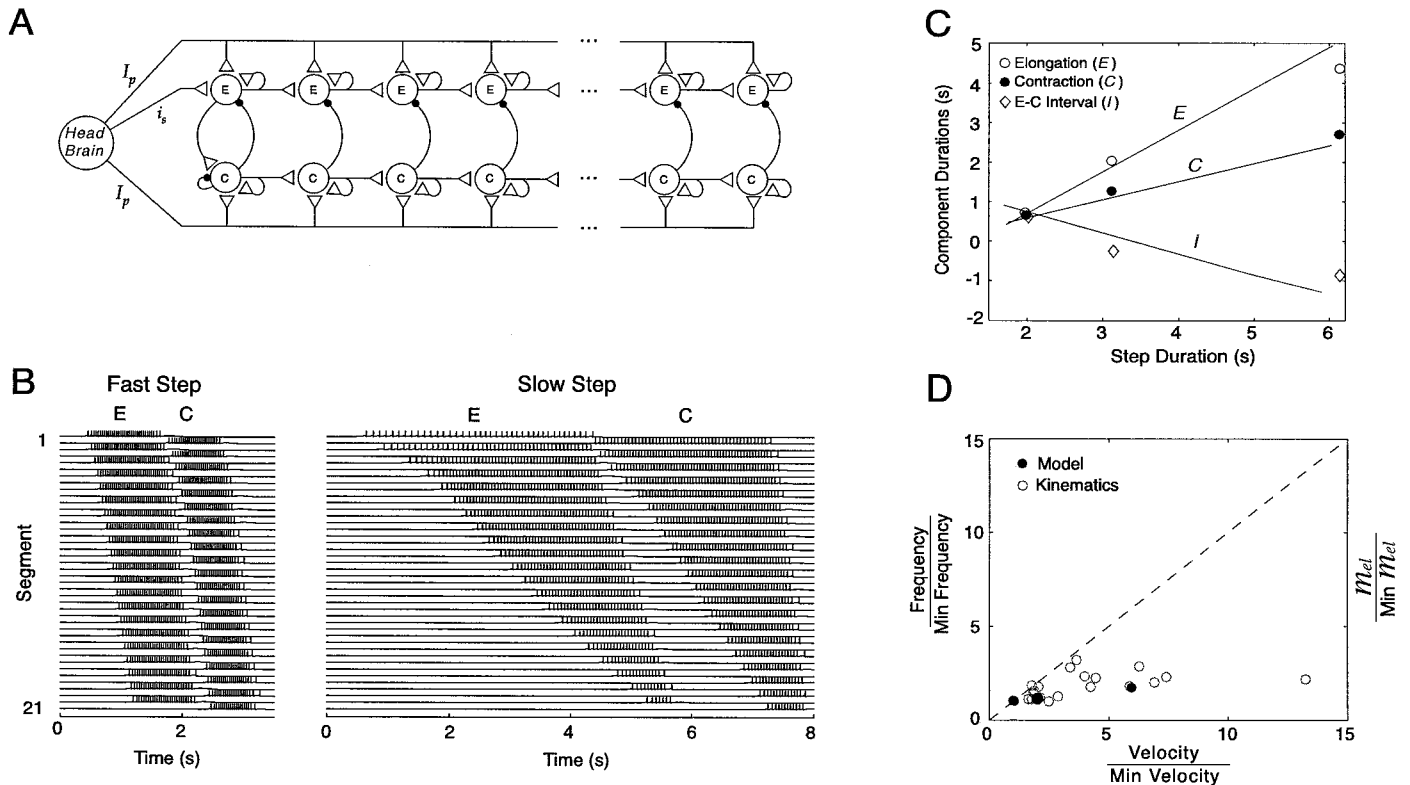 A
I_p
i_s
Head
Brain
I_p
... 
E E E E ... E E
C C C C ... C C
...
B
Fast Step
E C
Slow Step
E C
Segment
1
21
0 2
Time (s)
0 2 4 6 8
Time (s)
C
Component Durations (s)
5
4
3
2
1
0
-1
-2
Elongation (E)
Contraction (C)
E-C Interval (I)
E
C
I
2 3 4 5 6
Step Duration (s)
D
Frequency
Min Frequency
15
10
5
0
Model
Kinematics
m_el
Min m_el
0 5 10 15
Velocity
Min Velocity